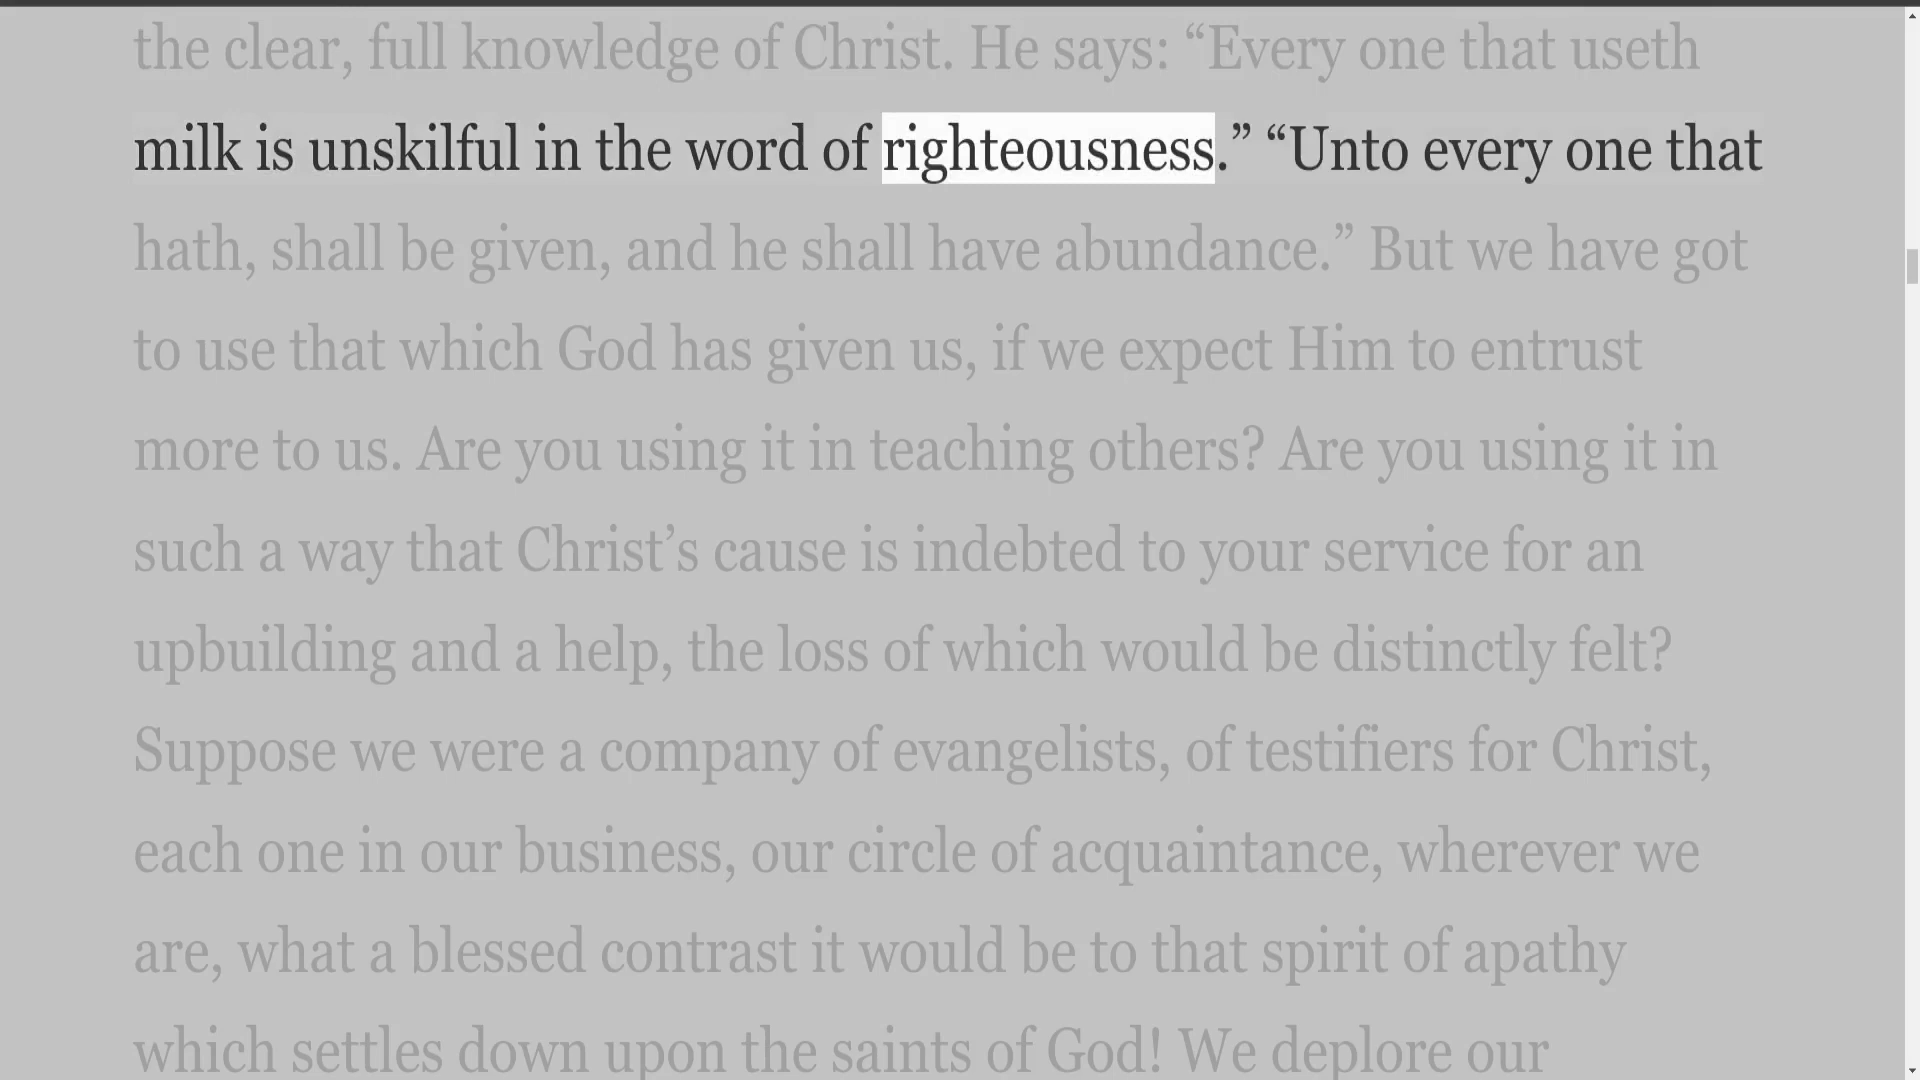 the clear, full knowledge of Christ. He says: “Every one that useth
milk is unskilful in the word of righteousness.” “Unto every one that
hath, shall be given, and he shall have abundance.” But we have got
to use that which God has given us, if we expect Him to entrust
more to us. Are you using it in teaching others? Are you using it in
such a way that Christ’s cause is indebted to your service for an
upbuilding and a help, the loss of which would be distinctly felt?
Suppose we were a company of evangelists, of testifiers for Christ,
each one in our business, our circle of acquaintance, wherever we
are, what a blessed contrast it would be to that spirit of apathy
which settles down upon the saints of God! We deplore our